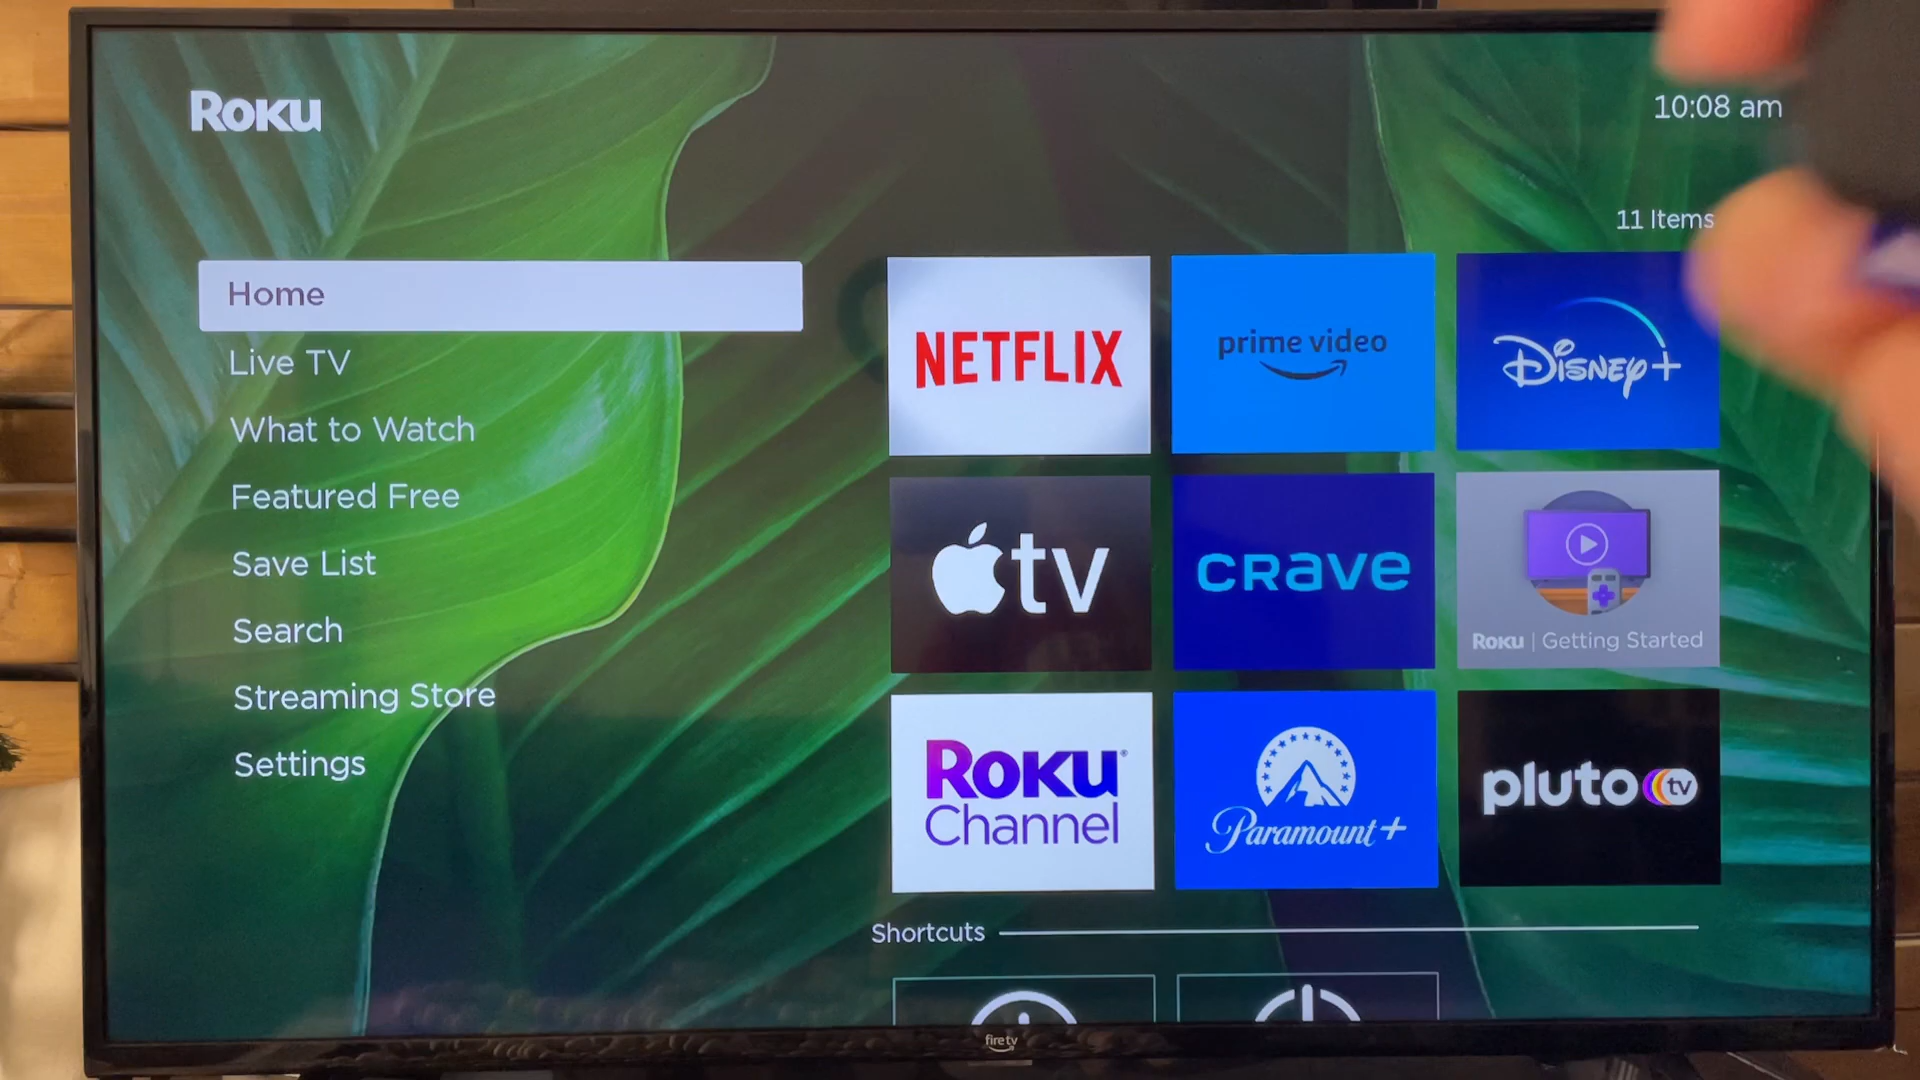 ROKU
10:08 am
11 Items
Home
Live TV
What to Watch
Featured Free
Save List
Search
Streaming Store
Settings
NETFLIX
prime video
Disney+
tv
crave
ROKU | Getting Started
ROKU
Channel
Paramount+
pluto tv
Shortcuts
fire tv